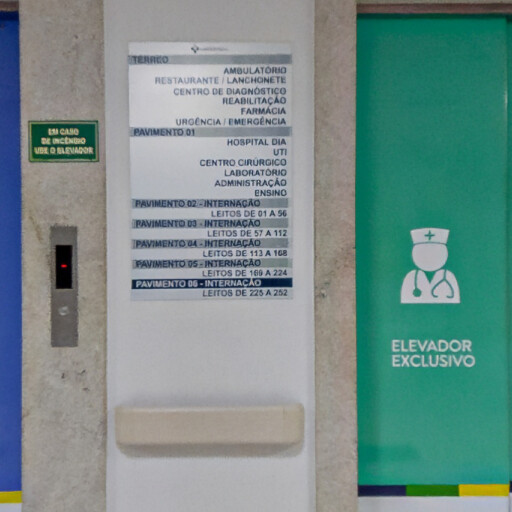 TÉRREO
AMBULATÓRIO
RESTAURANTE / LANCHONETE
CENTRO DE DIAGNÓSTICO
REABILITAÇÃO
FARMÁCIA
URGÊNCIA / EMERGÊNCIA
PAVIMENTO 01
HOSPITAL DIA
UTI
CENTRO CIRÚRGICO
LABORATÓRIO
ADMINISTRAÇÃO
ENSINO
PAVIMENTO 02 - INTERNAÇÃO
LEITOS DE 01 A 56
PAVIMENTO 03 - INTERNAÇÃO
LEITOS DE 57 A 112
PAVIMENTO 04 - INTERNAÇÃO
LEITOS DE 113 A 168
PAVIMENTO 05 - INTERNAÇÃO
LEITOS DE 169 A 224
PAVIMENTO 06 - INTERNAÇÃO
LEITOS DE 225 A 252
EM CASO
DE INCÊNDIO
USE O ELEVADOR
ELEVADOR
EXCLUSIVO